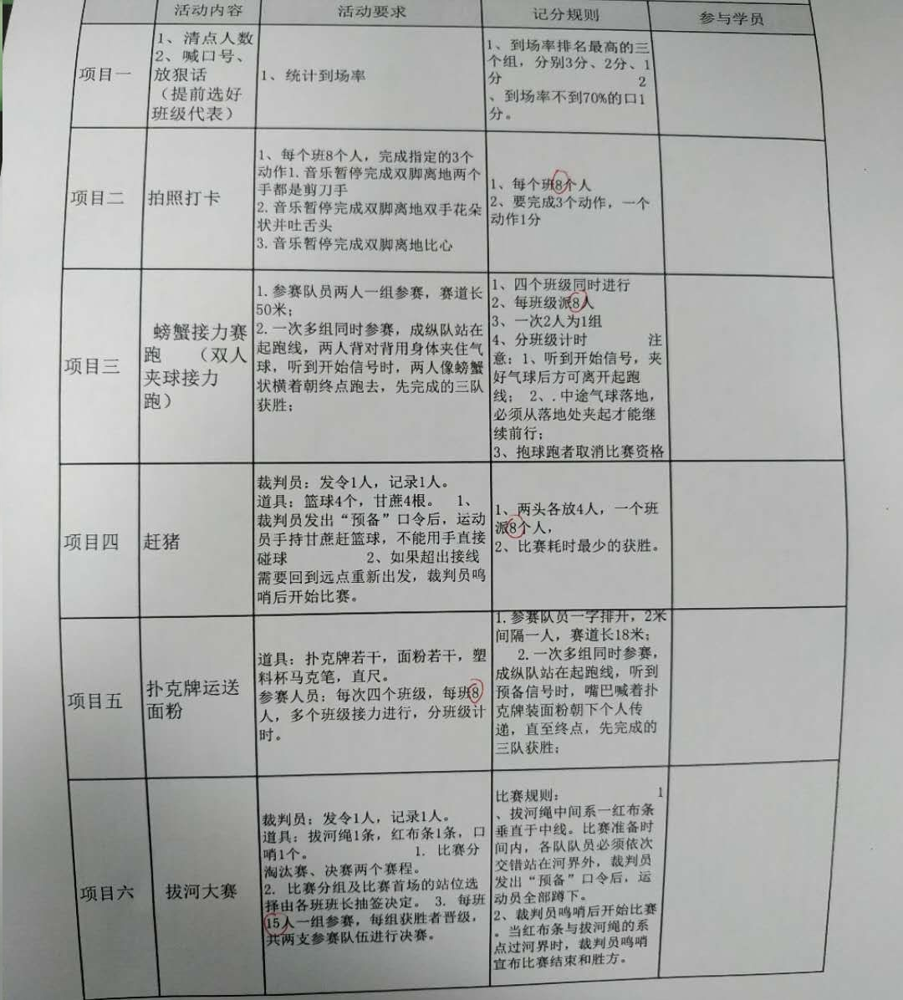 活动内容 活动要求 记分规则 参与学员
项目一
1、清点人数
2、喊口号、
放狠话
（提前选好
班级代表）
1、统计到场率
1、到场率排名最高的三
个组，分别3分、2分、1
分 2
、到场率不到70%的口1
分。
项目二
拍照打卡
1、每个班8个人，完成指定的3个
动作1.音乐暂停完成双脚离地两个
手都是剪刀手
2.音乐暂停完成双脚离地双手花朵
状并吐舌头
3.音乐暂停完成双脚离地比心
1、每个班8个人
2、要完成3个动作，一个
动作1分
项目三
螃蟹接力赛
跑 （双人
夹球接力
跑）
1.参赛队员两人一组参赛，赛道长
50米；
2.一次多组同时参赛，成纵队站在
起跑线，两人背对背用身体夹住气
球，听到开始信号时，两人像螃蟹
状横着朝终点跑去，先完成的三队
获胜；
1、四个班级同时进行
2、每班级派8人
3、一次2人为1组
4、分班级计时 注
意：1、听到开始信号，夹
好气球后方可离开起跑
线； 2、.中途气球落地，
必须从落地处夹起才能继
续前行；
3、抱球跑者取消比赛资格
项目四
赶猪
裁判员：发令1人，记录1人。
道具：篮球4个，甘蔗4根。 1、
裁判员发出“预备”口令后，运动
员手持甘蔗赶篮球，不能用手直接
碰球 2、如果超出接线
需要回到远点重新出发，裁判员鸣
哨后开始比赛。
1、两头各放4人，一个班
派8个人，
2、比赛耗时最少的获胜。
项目五
扑克牌运送
面粉
道具：扑克牌若干，面粉若干，塑
料杯马克笔，直尺。
参赛人员：每次四个班级，每班8
人，多个班级接力进行，分班级计
时。
1.参赛队员一字排开，2米
间隔一人，赛道长18米；
2.一次多组同时参赛，
成纵队站在起跑线，听到
预备信号时，嘴巴喊着扑
克牌装面粉朝下个人传
递，直至终点，先完成的
三队获胜；
项目六
拔河大赛
裁判员：发令1人，记录1人。
道具：拔河绳1条，红布条1条，口
哨1个。 1. 比赛分
淘汰赛、决赛两个赛程。
2. 比赛分组及比赛首场的站位选
择由各班班长抽签决定。 3. 每班
15人一组参赛，每组获胜者晋级，
共两支参赛队伍进行决赛。
比赛规则： 1
、拔河绳中间系一红布条
垂直于中线。比赛准备时
间内，各队队员必须依次
交错站在河界外，裁判员
发出“预备”口令后，运
动员全部蹲下。
2、裁判员鸣哨后开始比赛
。当红布条与拔河绳的系
点过河界时，裁判员鸣哨
宣布比赛结束和胜方。